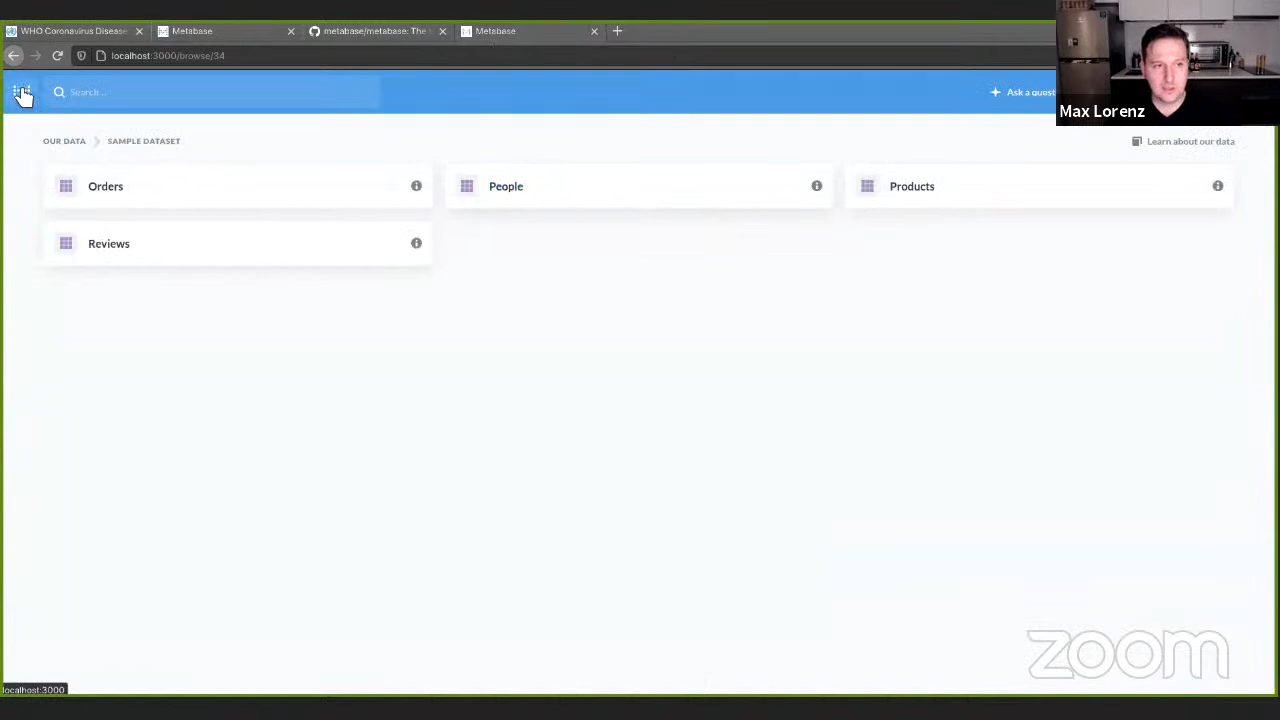 WHO Coronavirus Disease
Metabase
metabase/metabase: The
Metabase
localhost:3000/browse/34
Search...
Ask a quest
Max Lorenz
OUR DATA
SAMPLE DATASET
Learn about our data
Orders
People
Products
Reviews
zoom
localhost:3000